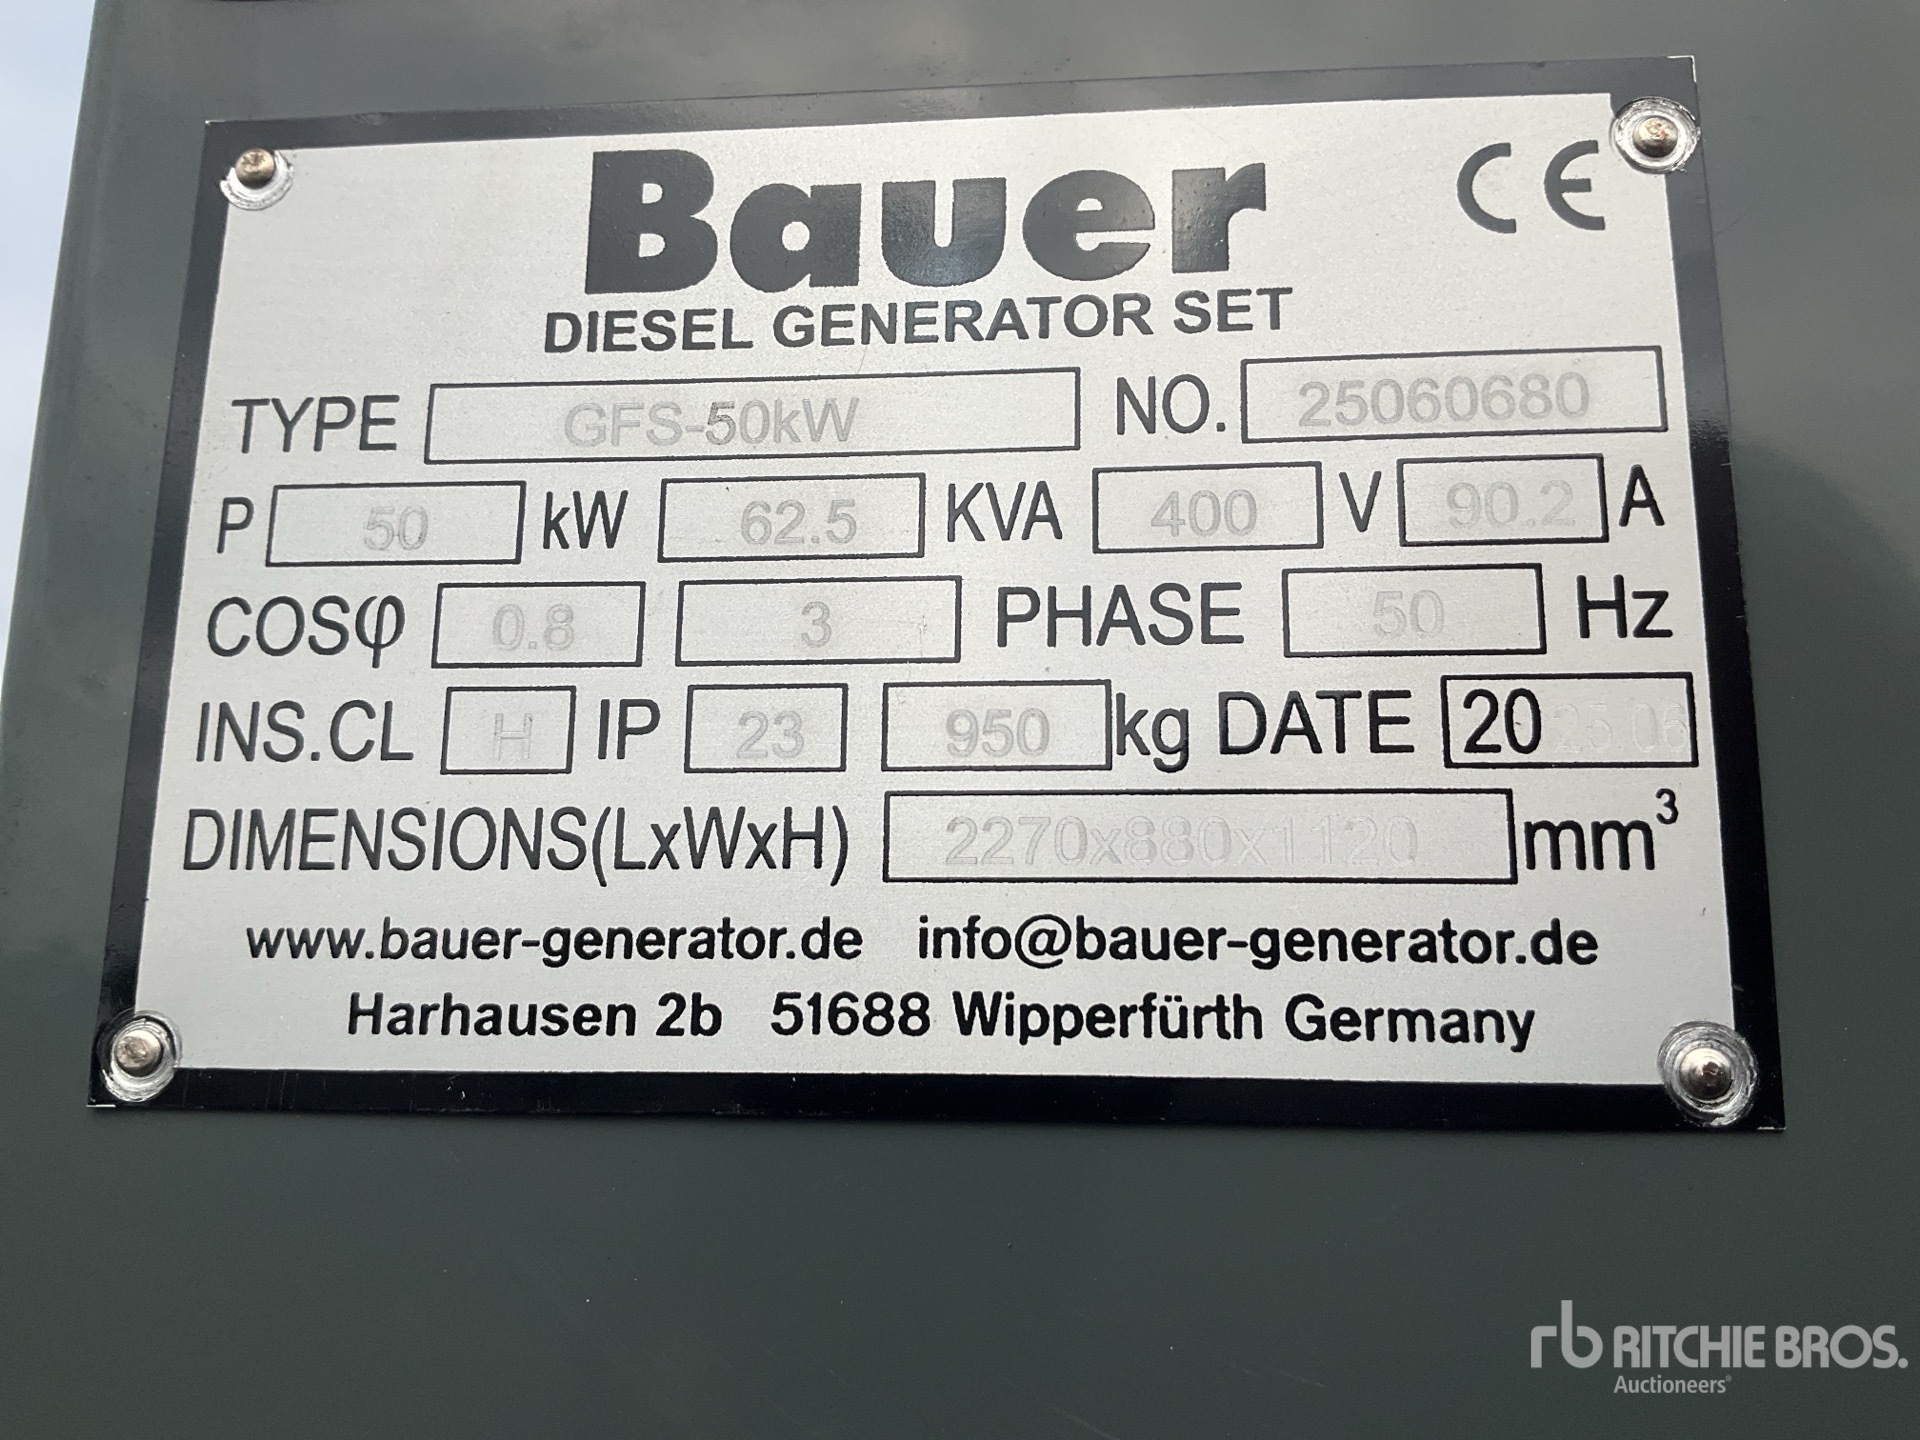 Bauer CE
DIESEL GENERATOR SET
TYPE GFS-50kW NO. 25060680
P 50 kW 62.5 KVA 400 V 90.2 A
COSφ 0.8 3 PHASE 50 Hz
INS.CL H IP 23 950 kg DATE 2025 06
DIMENSIONS(LxWxH) 2270x880x1120 mm³
www.bauer-generator.de info@bauer-generator.de
Harhausen 2b 51688 Wipperfürth Germany
rb RITCHIE BROS.
Auctioneers®